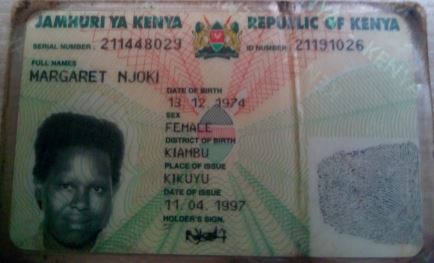 JAMHURI YA KENYA REPUBLIC OF KENYA
SERIAL NUMBER: 211448029 ID NUMBER: 21191026
FULL NAMES
MARGARET NJOKI
DATE OF BIRTH
13.12.1974
SEX
FEMALE
DISTRICT OF BIRTH
KIAMBU
PLACE OF ISSUE
KIKUYU
DATE OF ISSUE
11.04.1997
HOLDER'S SIGN.